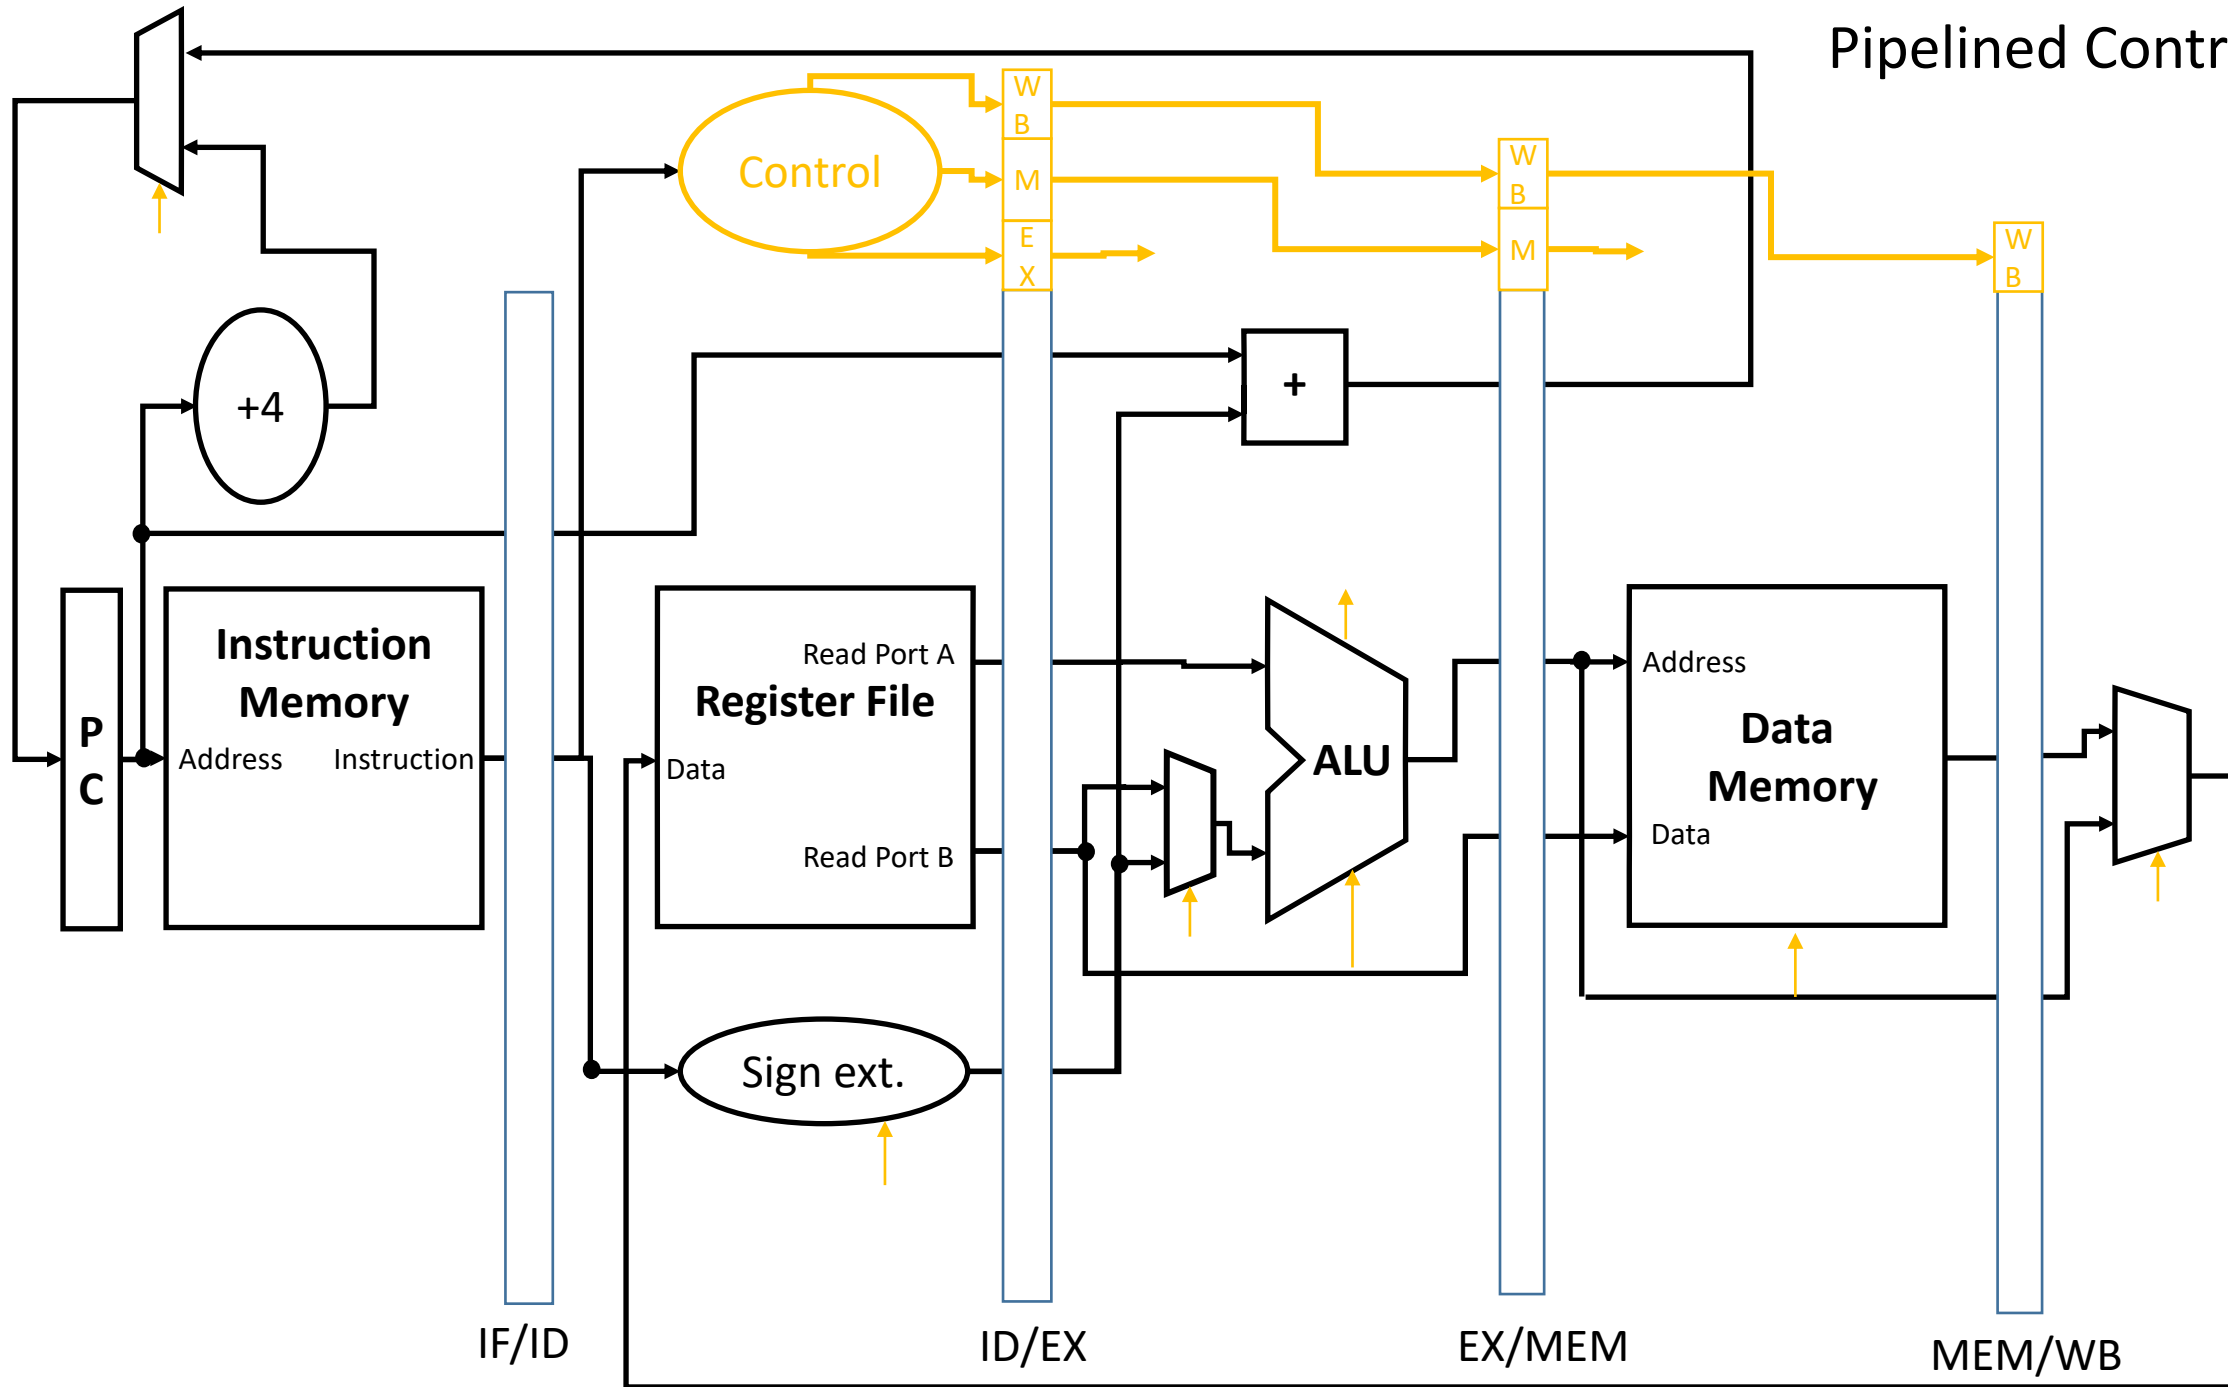 Pipelined Contr
W
B
Control
M
E
X
W
B
M
W
B
+4
+
Instruction
Memory
Address
Instruction
P
C
Read Port A
Register File
Data
Read Port B
ALU
Address
Data
Memory
Data
Sign ext.
IF/ID
ID/EX
EX/MEM
MEM/WB